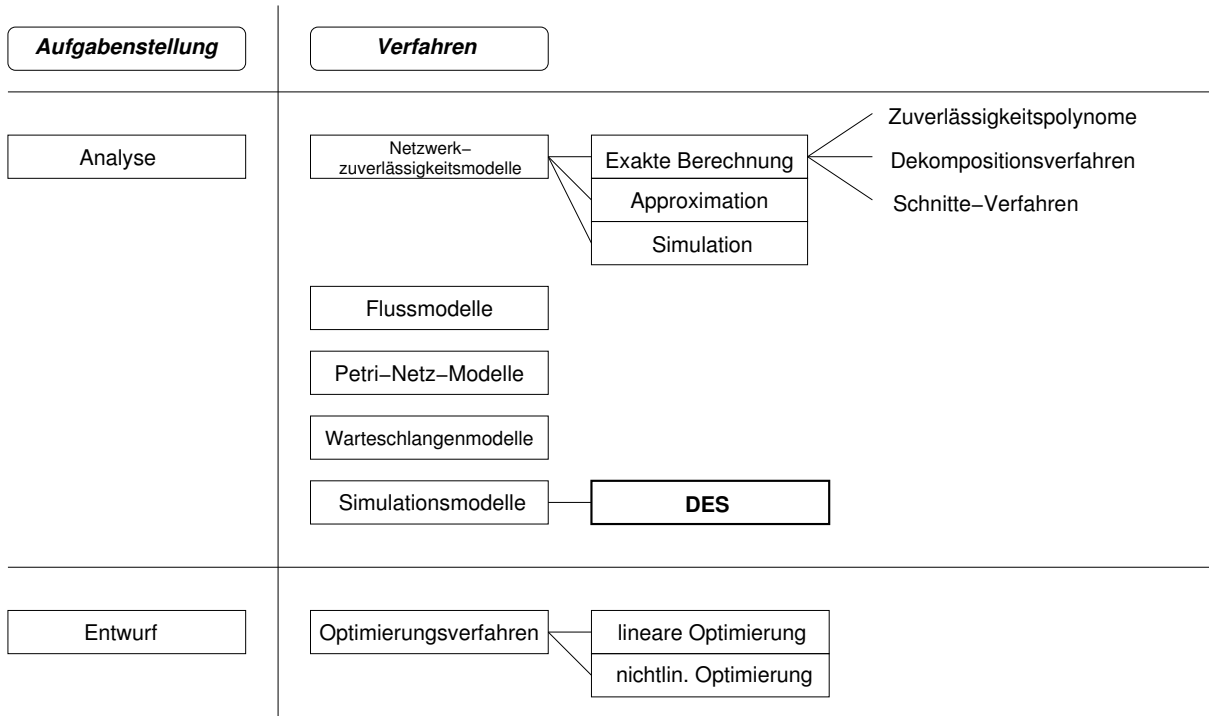 Aufgabenstellung
Verfahren
Analyse
Netzwerk−
zuverlässigkeitsmodelle
Exakte Berechnung
Approximation
Simulation
Zuverlässigkeitspolynome
Dekompositionsverfahren
Schnitte−Verfahren
Flussmodelle
Petri−Netz−Modelle
Warteschlangenmodelle
Simulationsmodelle
DES
Entwurf
Optimierungsverfahren
lineare Optimierung
nichtlin. Optimierung